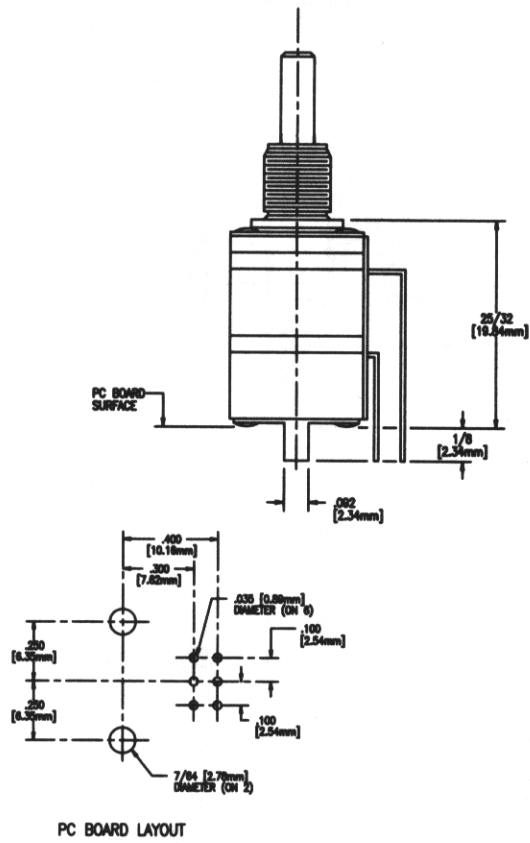 25/32
[19.84mm]
PC BOARD
SURFACE
1/8
[2.34mm]
.092
[2.34mm]
.400
[10.16mm]
.300
[7.62mm]
.035 [0.89mm]
DIAMETER (ON 6)
.100
[2.54mm]
.250
[6.35mm]
.250
[6.35mm]
.100
[2.54mm]
7/64 [2.78mm]
DIAMETER (ON 2)
PC BOARD LAYOUT